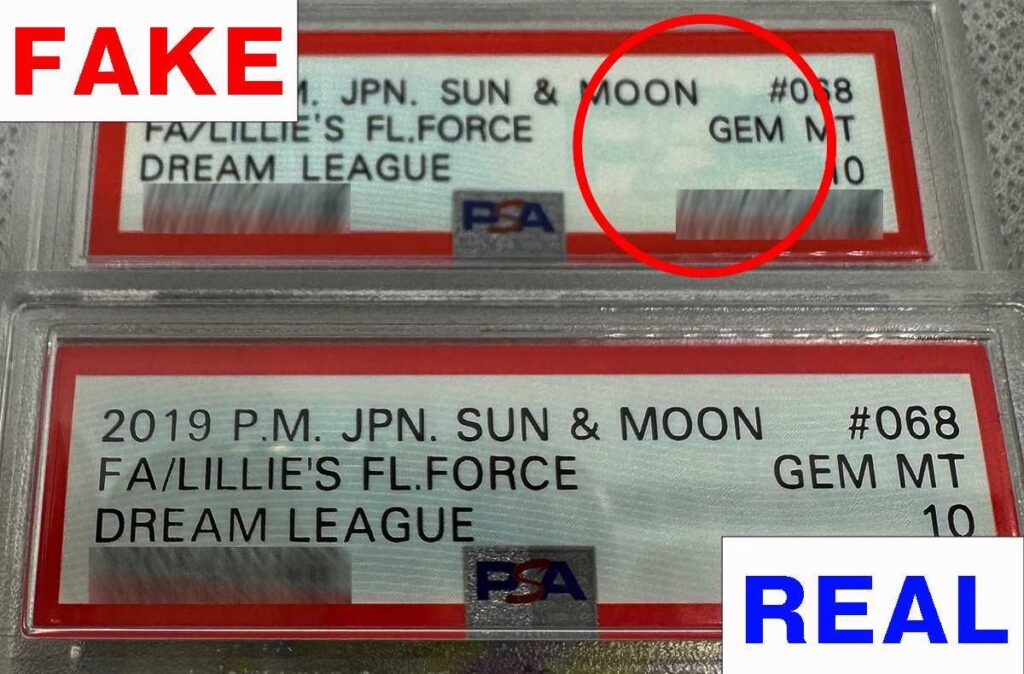 FAKE
M. JPN. SUN & MOON #068
FA/LILLIE'S FL.FORCE GEM MT
DREAM LEAGUE 10
PSA
2019 P.M. JPN. SUN & MOON #068
FA/LILLIE'S FL.FORCE GEM MT
DREAM LEAGUE 10
PSA
REAL